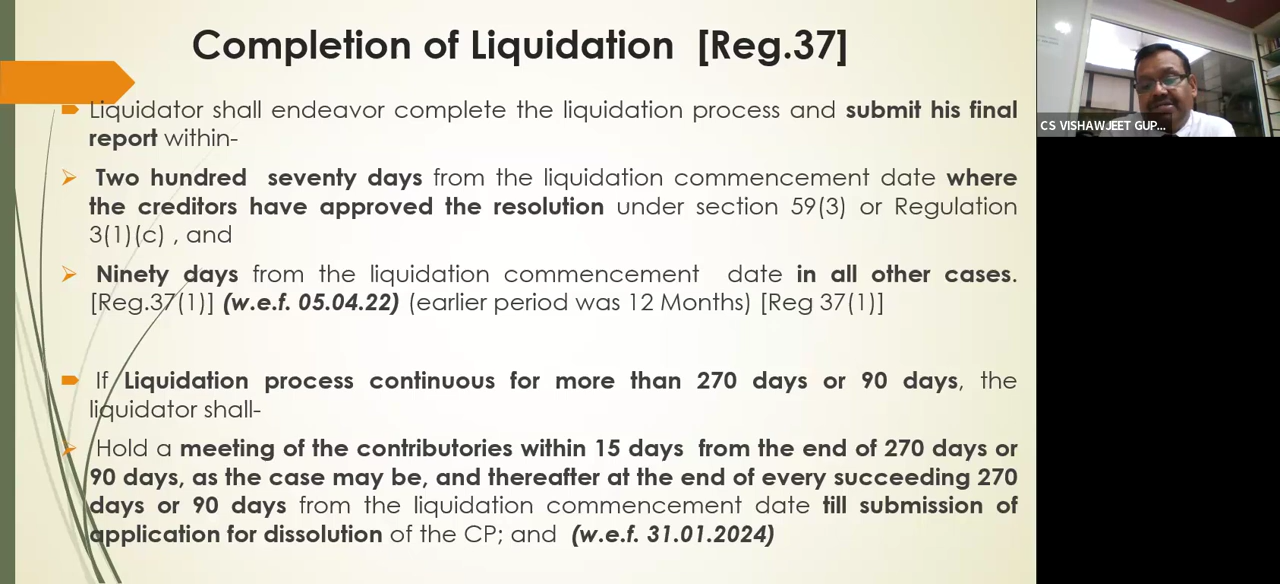 Completion of Liquidation [Reg.37]
Liquidator shall endeavor complete the liquidation process and submit his final
report within-
Two hundred seventy days from the liquidation commencement date where
the creditors have approved the resolution under section 59(3) or Regulation
3(1)(c) , and
Ninety days from the liquidation commencement date in all other cases.
[Reg.37(1)] (w.e.f. 05.04.22) (earlier period was 12 Months) [Reg 37(1)]
If Liquidation process continuous for more than 270 days or 90 days, the
liquidator shall-
Hold a meeting of the contributories within 15 days from the end of 270 days or
90 days, as the case may be, and thereafter at the end of every succeeding 270
days or 90 days from the liquidation commencement date till submission of
application for dissolution of the CP; and (w.e.f. 31.01.2024)
CS VISHAWJEET GUP...